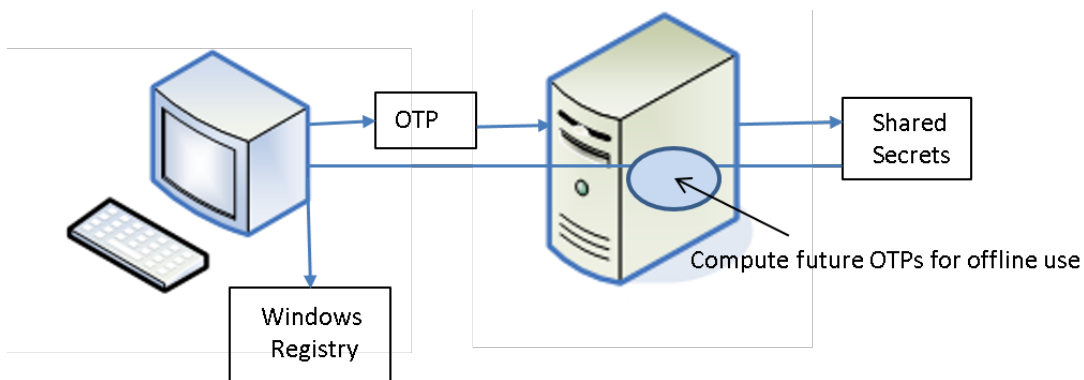 OTP
Shared
Secrets
Compute future OTPs for offline use
Windows
Registry